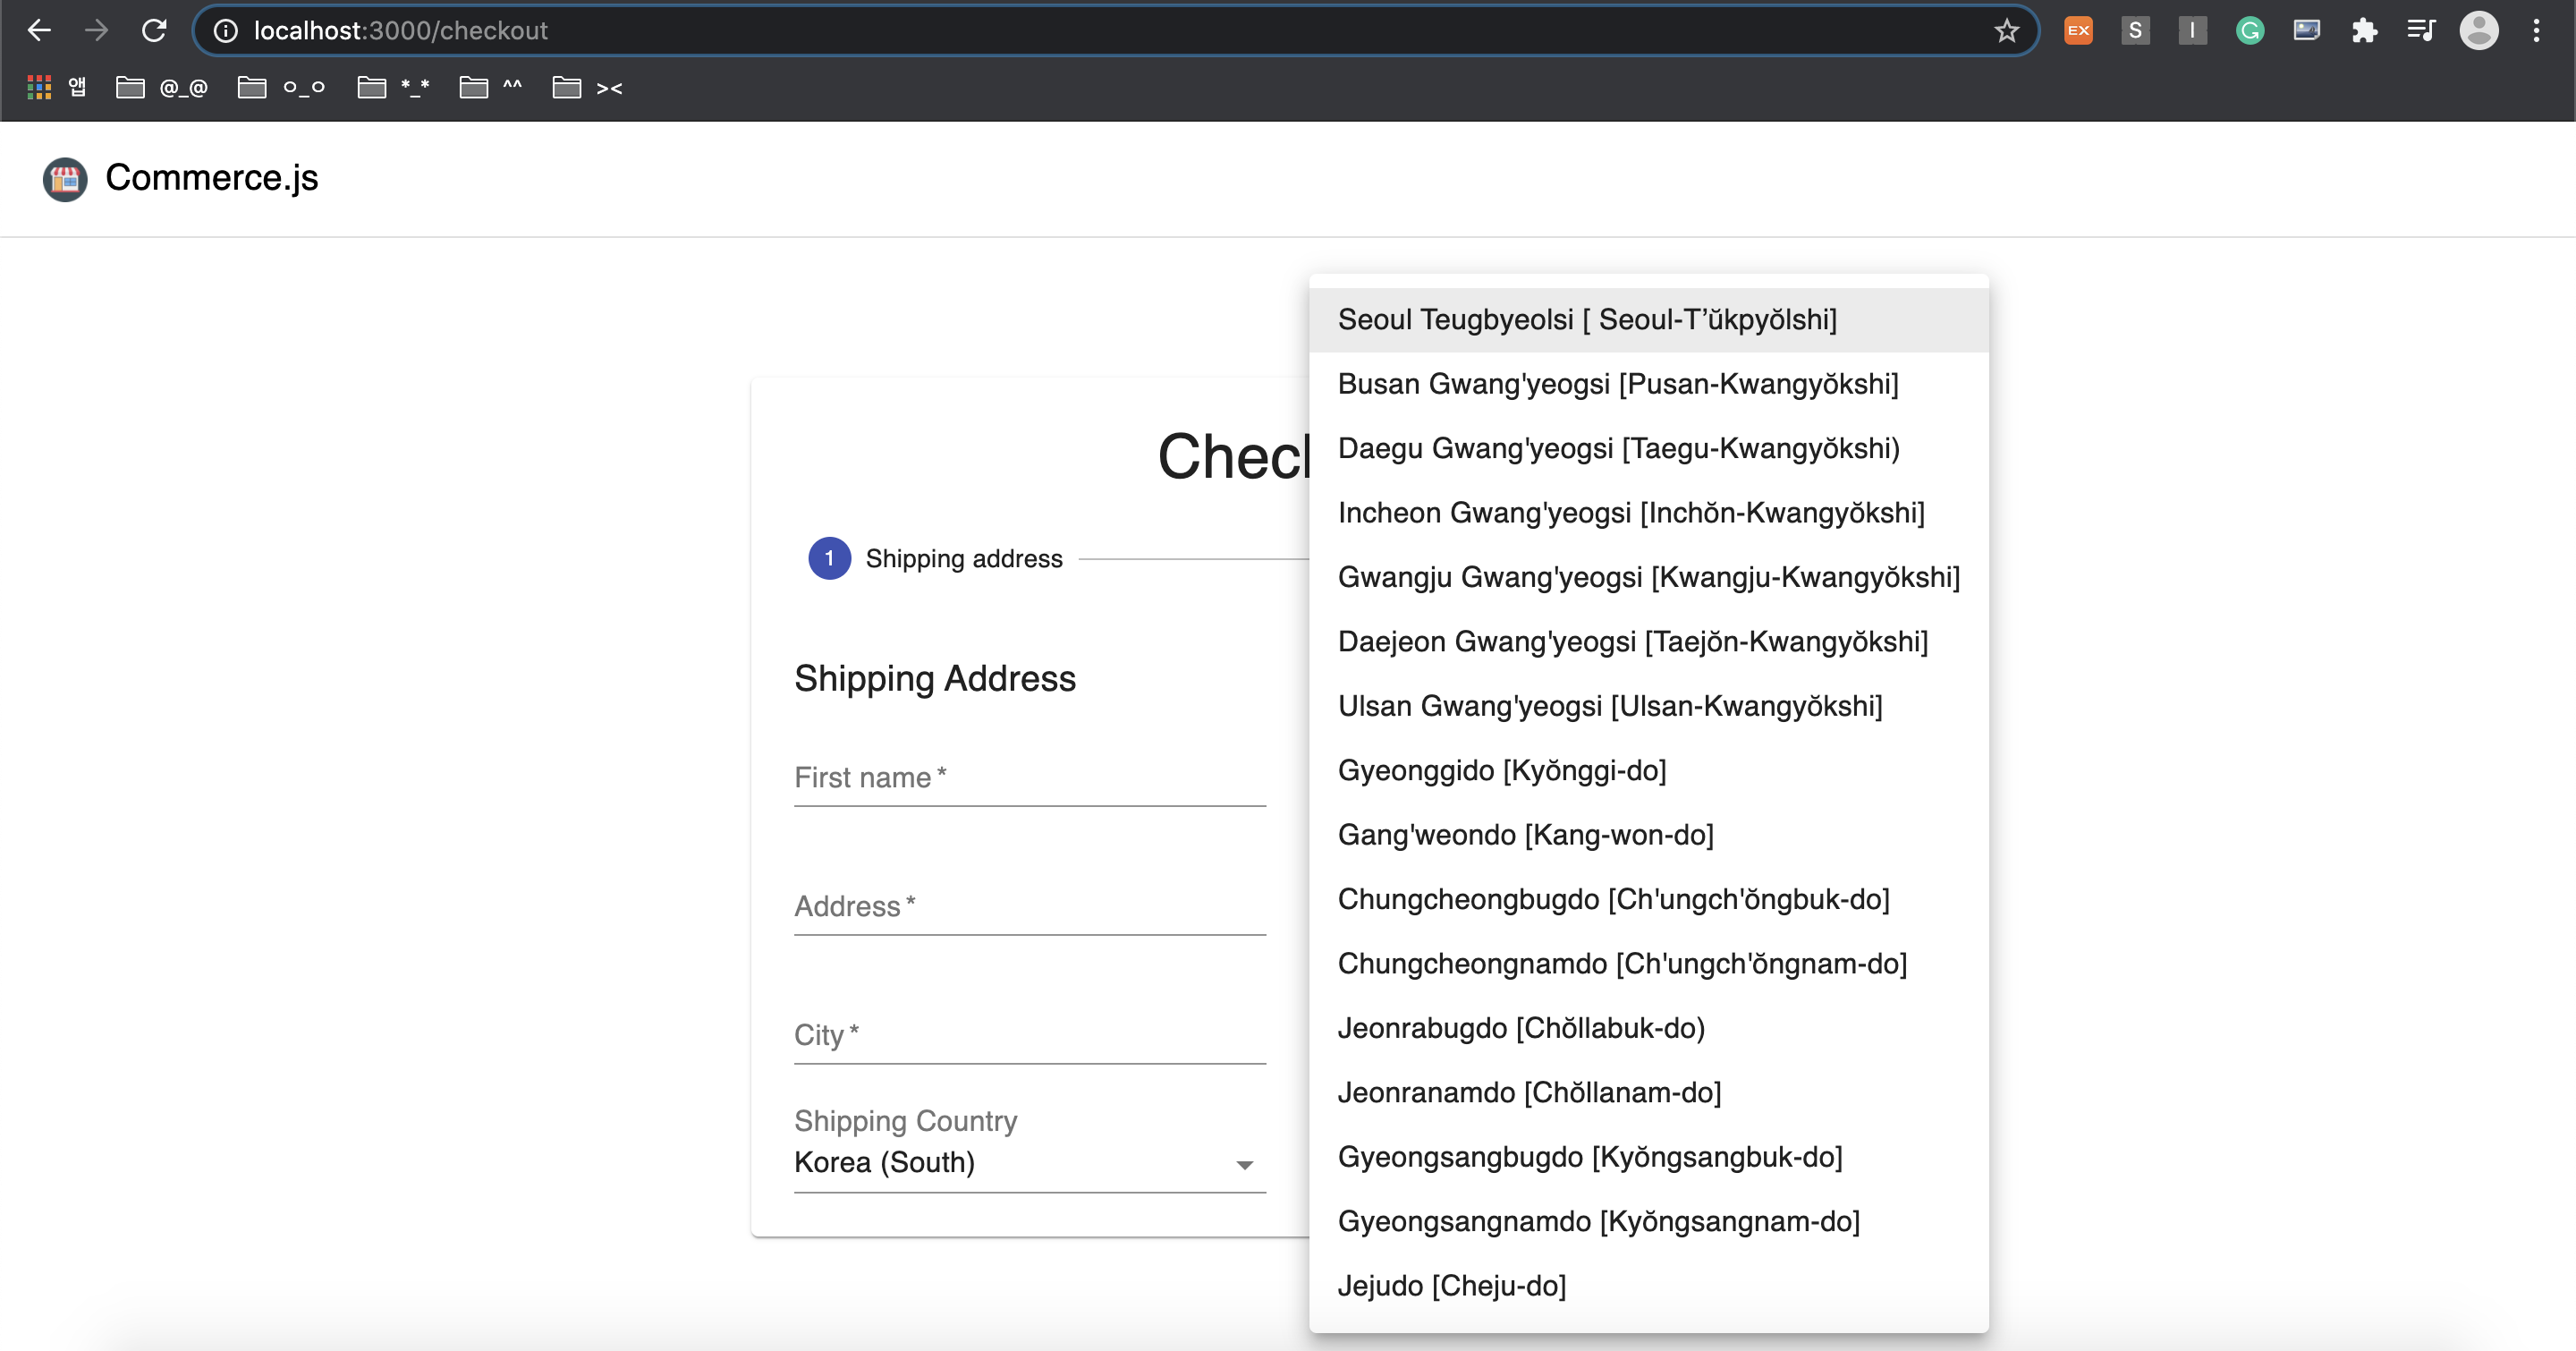 localhost:3000/checkout
EX S I G
앱 @_@ ㅇ_ㅇ *_* ^^ ><
Commerce.js
Chec
1 Shipping address
Shipping Address
First name *
Address *
City *
Shipping Country
Korea (South)
Seoul Teugbyeolsi [ Seoul-T’ŭkpyŏlshi]
Busan Gwang'yeogsi [Pusan-Kwangyŏkshi]
Daegu Gwang'yeogsi [Taegu-Kwangyŏkshi)
Incheon Gwang'yeogsi [Inchŏn-Kwangyŏkshi]
Gwangju Gwang'yeogsi [Kwangju-Kwangyŏkshi]
Daejeon Gwang'yeogsi [Taejŏn-Kwangyŏkshi]
Ulsan Gwang'yeogsi [Ulsan-Kwangyŏkshi]
Gyeonggido [Kyŏnggi-do]
Gang'weondo [Kang-won-do]
Chungcheongbugdo [Ch'ungch'ŏngbuk-do]
Chungcheongnamdo [Ch'ungch'ŏngnam-do]
Jeonrabugdo [Chŏllabuk-do)
Jeonranamdo [Chŏllanam-do]
Gyeongsangbugdo [Kyŏngsangbuk-do]
Gyeongsangnamdo [Kyŏngsangnam-do]
Jejudo [Cheju-do]